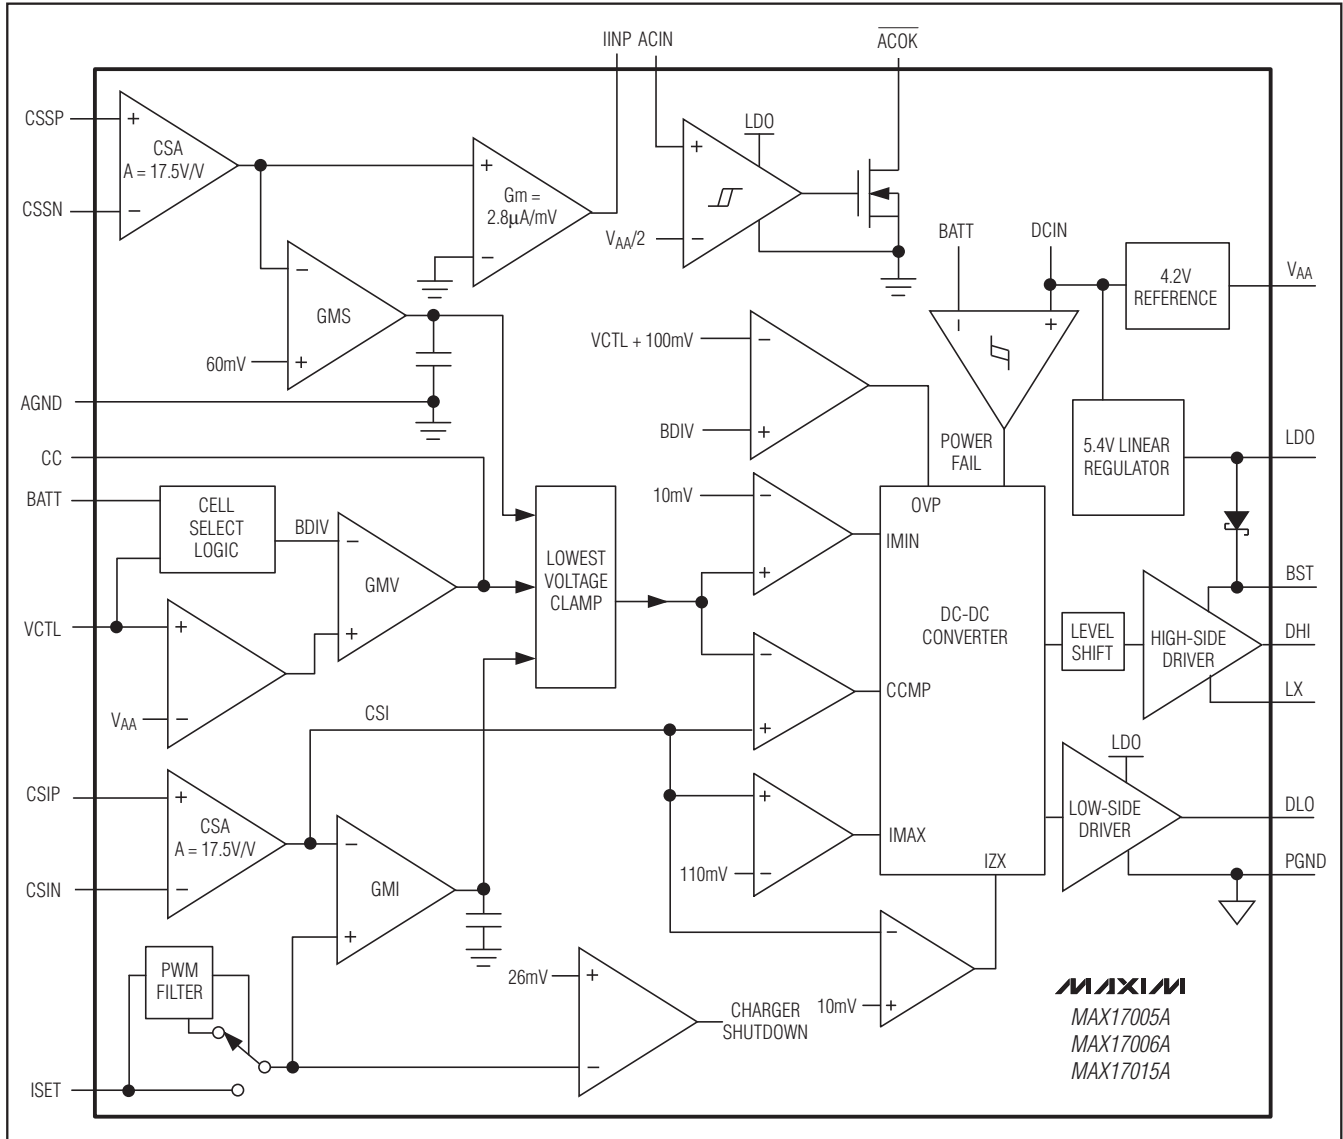 IINP ACIN
ACOK
CSSP
+
CSA
A = 17.5V/V
CSSN
−
+
Gm =
2.8µA/mV
−
LDO
+
VAA/2
−
BATT
DCIN
−
+
4.2V
REFERENCE
VAA
−
GMS
60mV
+
VCTL + 100mV
−
BDIV
+
POWER
FAIL
5.4V LINEAR
REGULATOR
LDO
AGND
CC
BATT
CELL
SELECT
LOGIC
BDIV
−
GMV
+
LOWEST
VOLTAGE
CLAMP
10mV
−
+
OVP
IMIN
DC-DC
CONVERTER
CCMP
IMAX
IZX
LEVEL
SHIFT
HIGH-SIDE
DRIVER
BST
DHI
LX
VCTL
+
VAA
−
CSI
−
+
CSIP
+
CSA
A = 17.5V/V
CSIN
−
−
GMI
+
+
110mV
−
LDO
LOW-SIDE
DRIVER
DLO
PGND
PWM
FILTER
ISET
26mV
+
−
CHARGER
SHUTDOWN
−
10mV
+
MAXIM
MAX17005A
MAX17006A
MAX17015A